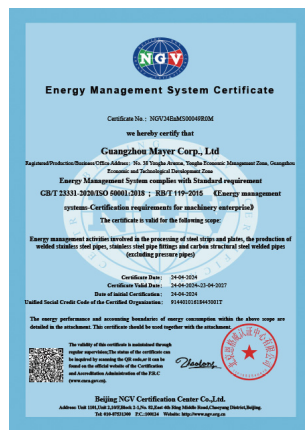 NGV
Energy Management System Certificate
Certificate No.: NGV24EnMS00049R0M
we hereby certify that
Guangzhou Mayer Corp., Ltd
Registered/Production/Business/Office Address: No. 38 Yonghe Avenue, Yonghe Economic Management Zone, Guangzhou
Economic and Technological Development Zone
Energy Management System complies with Standard requirement
GB/T 23331-2020/ISO 50001:2018 ; RB/T 119-2015 《Energy management
systems-Certification requirements for machinery enterprise》
The certificate is valid for the following scope:
Energy management activities involved in the processing of steel strips and plates, the production of
welded stainless steel pipes, stainless steel pipe fittings and carbon structural steel welded pipes
(excluding pressure pipes)
Certificate Date: 24-04-2024
Certificate Valid Date: 24-04-2024~23-04-2027
Date of initial Certification: 24-04-2024
Unified Social Credit Code of the Certified Organisation:
The energy performance and accounting boundaries of energy consumption within the above scope are
detailed in the attachment. This certificate should be used together with the attachment.
The validity of this certificate is maintained through
regular supervision;The status of the certificate can
be inquired by scanning the QR code,or it can be
found on the official website of the Certification
and Accreditation Administration of the P.R.C
(www.cnca.gov.cn).
Beijing NGV Certification Center Co.,Ltd.